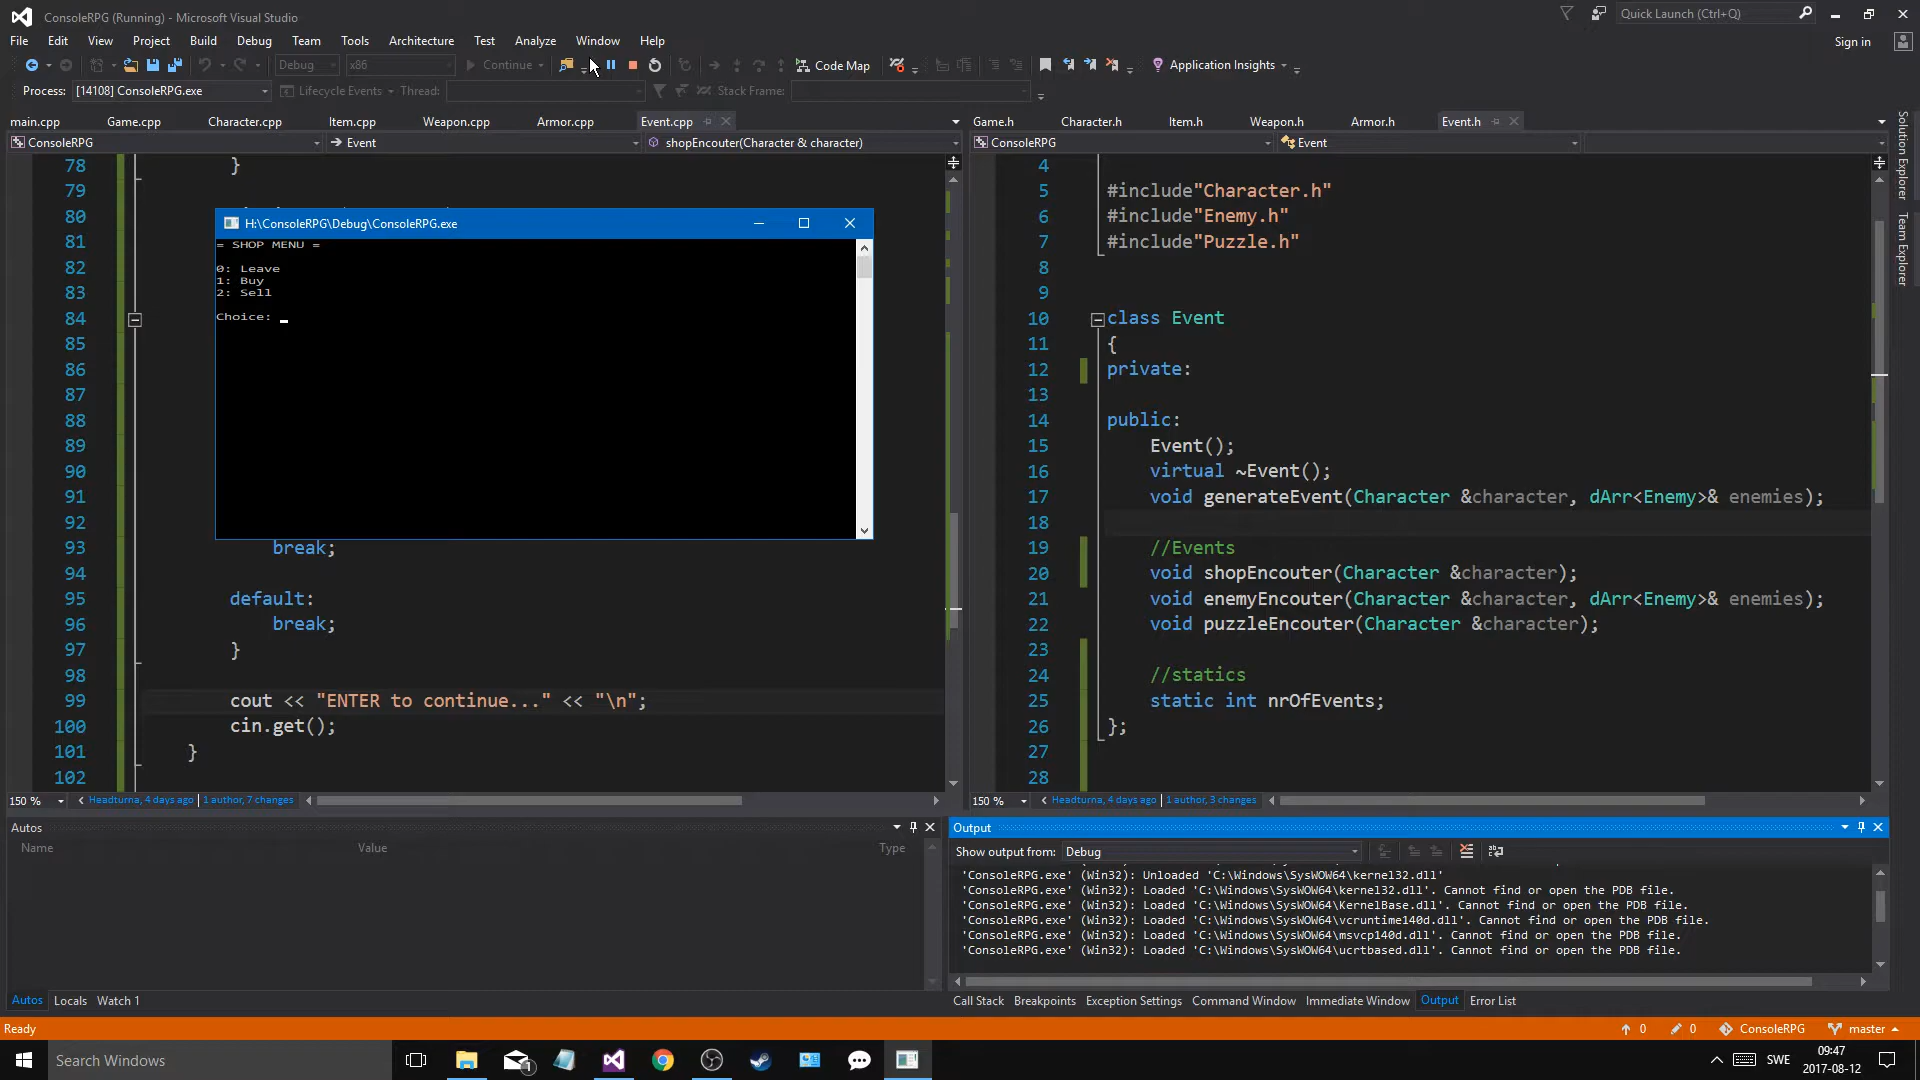 ConsoleRPG (Running) - Microsoft Visual Studio
Quick Launch (Ctrl+Q)
File Edit View Project Build Debug Team Tools Architecture Test Analyze Window Help
Sign in
Debug x86 Continue Code Map Application Insights
Process: [14108] ConsoleRPG.exe Lifecycle Events Thread: Stack Frame:
main.cpp Game.cpp Character.cpp Item.cpp Weapon.cpp Armor.cpp Event.cpp
ConsoleRPG Event shopEncouter(Character & character)
78 }
79
80
81
82
83
84
85
86
87
88
89
90
91
92
93 break;
94
95 default:
96 break;
97 }
98
99 cout << "ENTER to continue..." << "\n";
100 cin.get();
101 }
102
150 % Headturna, 4 days ago | 1 author, 7 changes
H:\ConsoleRPG\Debug\ConsoleRPG.exe
= SHOP MENU =
0: Leave
1: Buy
2: Sell
Choice: _
Game.h Character.h Item.h Weapon.h Armor.h Event.h
ConsoleRPG Event
4
5 #include"Character.h"
6 #include"Enemy.h"
7 #include"Puzzle.h"
8
9
10 class Event
11 {
12 private:
13
14 public:
15 Event();
16 virtual ~Event();
17 void generateEvent(Character &character, dArr<Enemy>& enemies);
18
19 //Events
20 void shopEncouter(Character &character);
21 void enemyEncouter(Character &character, dArr<Enemy>& enemies);
22 void puzzleEncouter(Character &character);
23
24 //statics
25 static int nrOfEvents;
26 };
27
28
150 % Headturna, 4 days ago | 1 author, 3 changes
Solution Explorer
Team Explorer
Autos
Name Value Type
Autos Locals Watch 1
Output
Show output from: Debug
'ConsoleRPG.exe' (Win32): Unloaded 'C:\Windows\SysWOW64\kernel32.dll'
'ConsoleRPG.exe' (Win32): Loaded 'C:\Windows\SysWOW64\kernel32.dll'. Cannot find or open the PDB file.
'ConsoleRPG.exe' (Win32): Loaded 'C:\Windows\SysWOW64\KernelBase.dll'. Cannot find or open the PDB file.
'ConsoleRPG.exe' (Win32): Loaded 'C:\Windows\SysWOW64\vcruntime140d.dll'. Cannot find or open the PDB file.
'ConsoleRPG.exe' (Win32): Loaded 'C:\Windows\SysWOW64\msvcp140d.dll'. Cannot find or open the PDB file.
'ConsoleRPG.exe' (Win32): Loaded 'C:\Windows\SysWOW64\ucrtbased.dll'. Cannot find or open the PDB file.
Call Stack Breakpoints Exception Settings Command Window Immediate Window Output Error List
Ready 0 0 ConsoleRPG master
Search Windows
1
SWE
09:47
2017-08-12